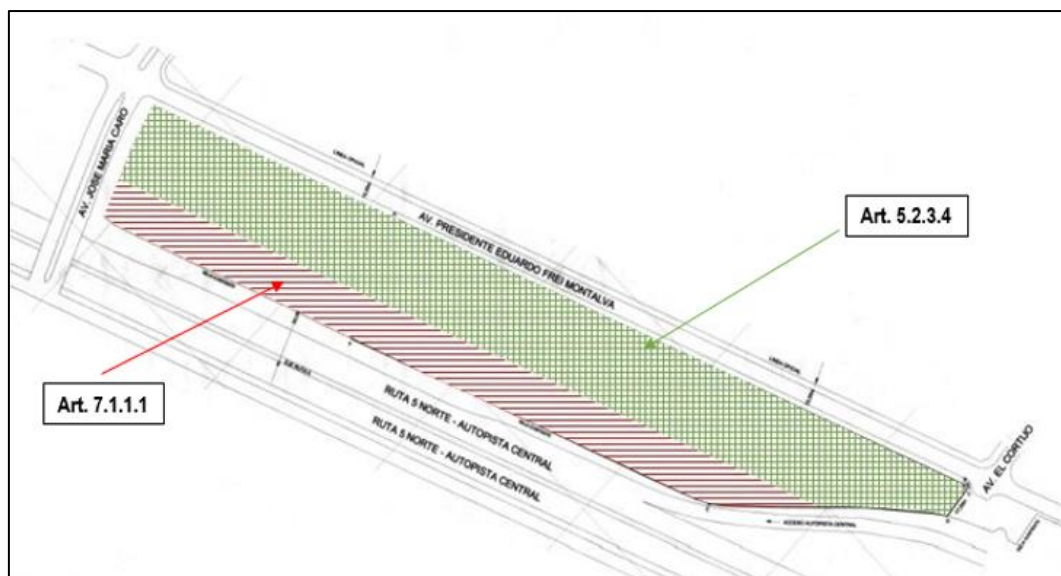 AV. JOSE MARIA CARO
LINEA OFICIAL
AV. PRESIDENTE EDUARDO FREI MONTALVA
Art. 5.2.3.4
LINEA OFICIAL
Art. 7.1.1.1
RUTA 5 NORTE - AUTOPISTA CENTRAL
RUTA 5 NORTE - AUTOPISTA CENTRAL
AV. EL CORTIJO
ACCESO AUTOPISTA CENTRAL